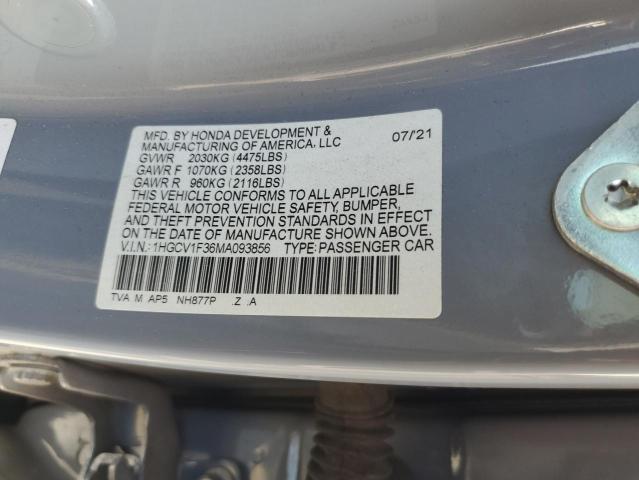 MFD. BY HONDA DEVELOPMENT &
MANUFACTURING OF AMERICA, LLC 07/21
GVWR 2030KG (4475LBS)
GAWR F 1070KG (2358LBS)
GAWR R 960KG (2116LBS)
THIS VEHICLE CONFORMS TO ALL APPLICABLE
FEDERAL MOTOR VEHICLE SAFETY, BUMPER,
AND THEFT PREVENTION STANDARDS IN EFFECT
ON THE DATE OF MANUFACTURE SHOWN ABOVE.
V.I.N.: 1HGCV1F36MA093856 TYPE: PASSENGER CAR
TVA M AP5 NH877P .Z .A